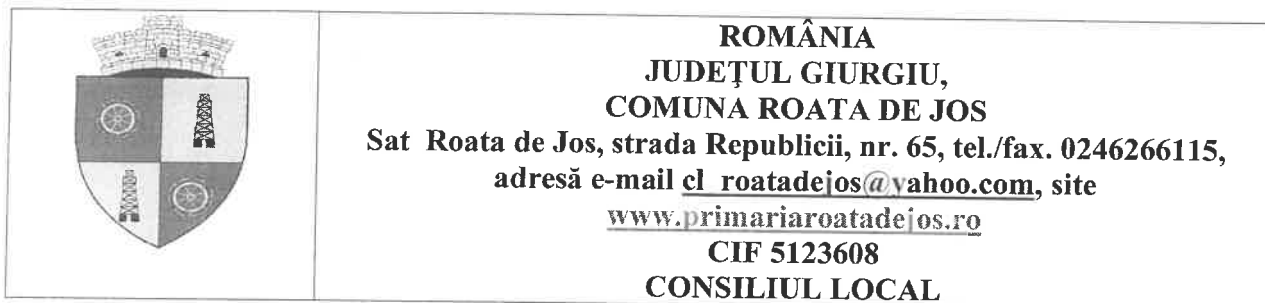 ROMÂNIA
JUDEŢUL GIURGIU,
COMUNA ROATA DE JOS
Sat Roata de Jos, strada Republicii, nr. 65, tel./fax. 0246266115,
adresă e-mail cl_roatadejos@yahoo.com, site
www.primariaroatadejos.ro
CIF 5123608
CONSILIUL LOCAL